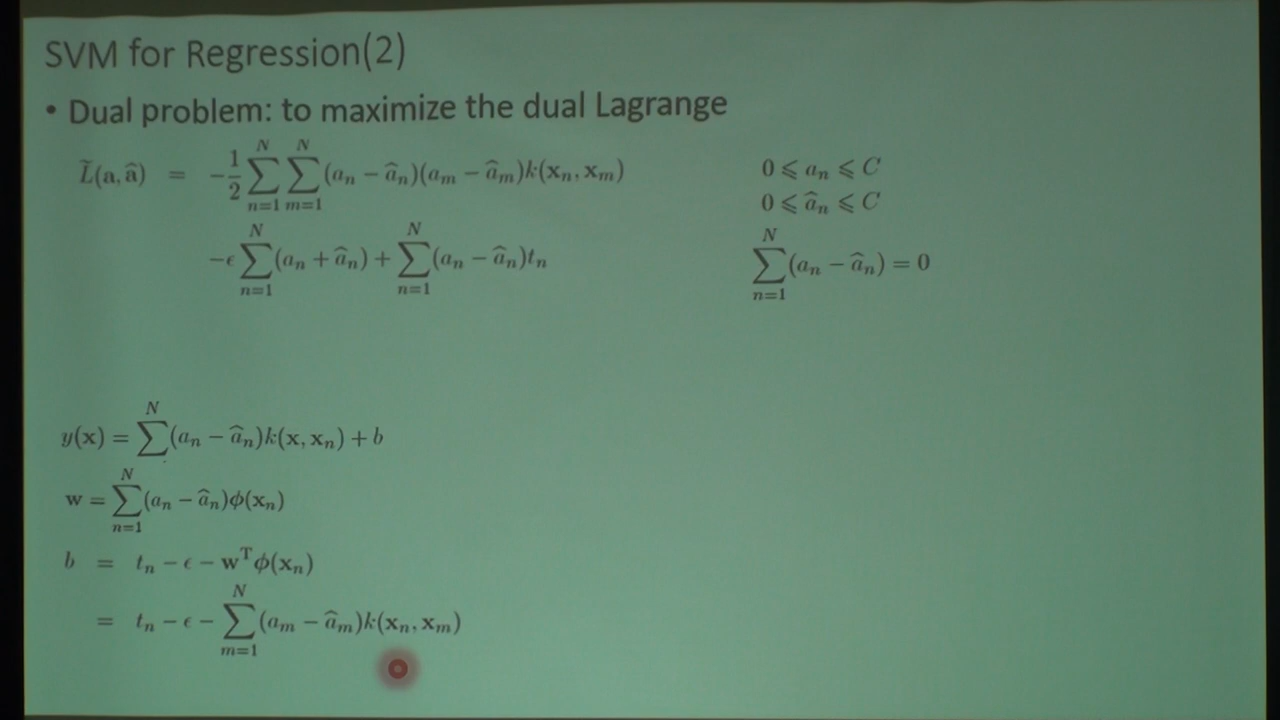 SVM for Regression(2)
• Dual problem: to maximize the dual Lagrange
L̃(a, â) = −1/2 ∑_{n=1}^{N} ∑_{m=1}^{N} (a_n − â_n)(a_m − â_m)k(x_n, x_m)
−ϵ ∑_{n=1}^{N} (a_n + â_n) + ∑_{n=1}^{N} (a_n − â_n)t_n
0 ⩽ a_n ⩽ C
0 ⩽ â_n ⩽ C
∑_{n=1}^{N} (a_n − â_n) = 0
y(x) = ∑^{N} (a_n − â_n)k(x, x_n) + b
w = ∑_{n=1}^{N} (a_n − â_n)ϕ(x_n)
b = t_n − ϵ − w^T ϕ(x_n)
= t_n − ϵ − ∑_{m=1}^{N} (a_m − â_m)k(x_n, x_m)